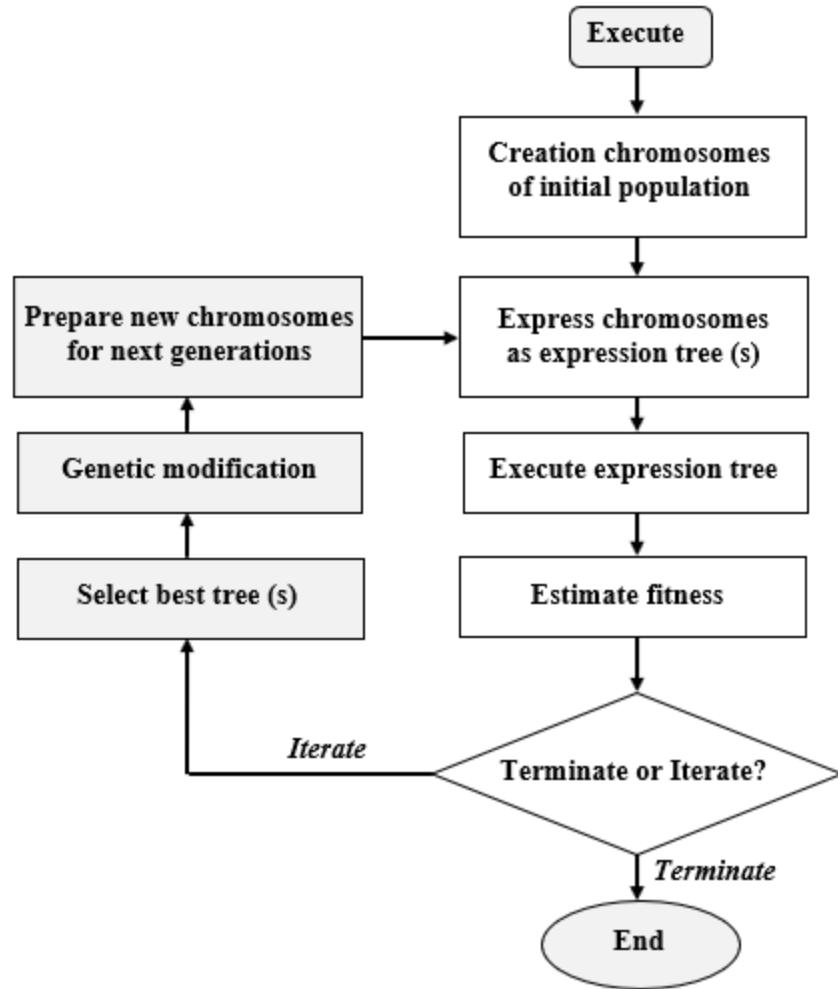 Execute
Creation chromosomes
of initial population
Prepare new chromosomes
for next generations
Express chromosomes
as expression tree (s)
Genetic modification
Execute expression tree
Select best tree (s)
Estimate fitness
Iterate
Terminate or Iterate?
Terminate
End